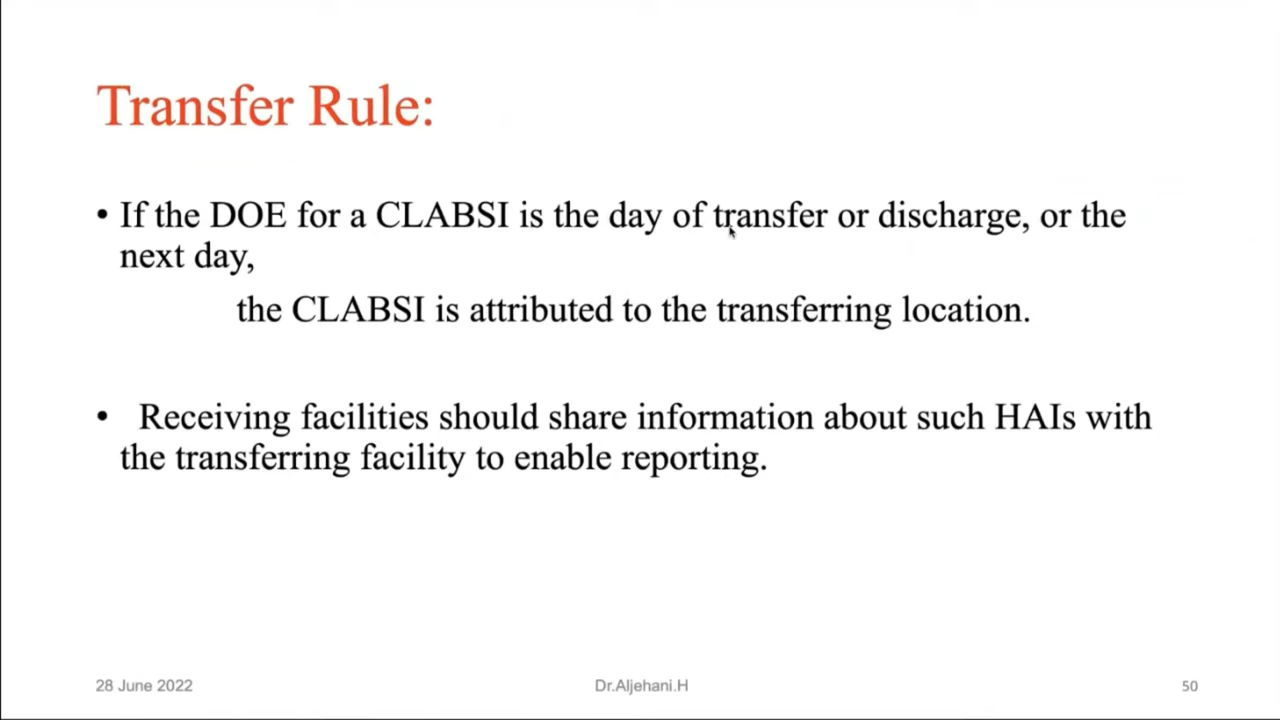 Transfer Rule:
• If the DOE for a CLABSI is the day of transfer or discharge, or the
next day,
the CLABSI is attributed to the transferring location.
• Receiving facilities should share information about such HAIs with
the transferring facility to enable reporting.
28 June 2022 Dr.Aljehani.H 50